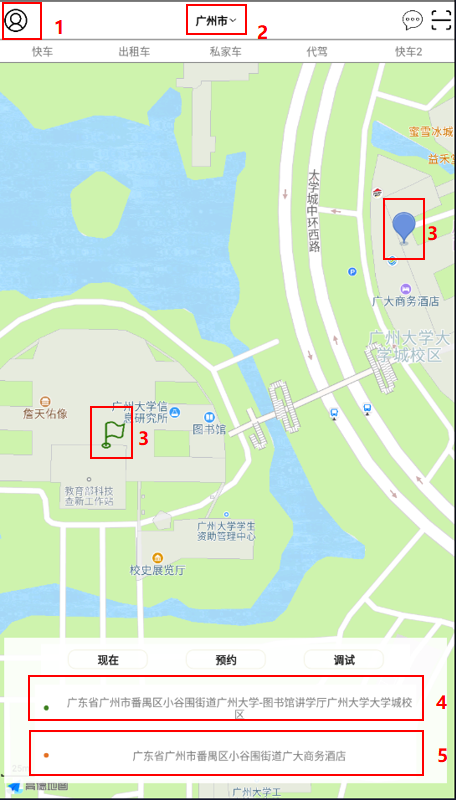 1
广州市
2
快车
出租车
私家车
代驾
快车2
蜜雪冰城
益禾
大学城中环西路
3
广大商务酒店
广州大学大
学城校区
詹天佑像
广州大学信
息研究所
图书馆
3
教育部科技
查新工作站
广州大学学生
资助管理中心
校史展览厅
现在
预约
调试
广东省广州市番禺区小谷围街道广州大学-图书馆讲学厅广州大学大学城校
区
4
广东省广州市番禺区小谷围街道广大商务酒店
5
25m
高德地图
广州大学工